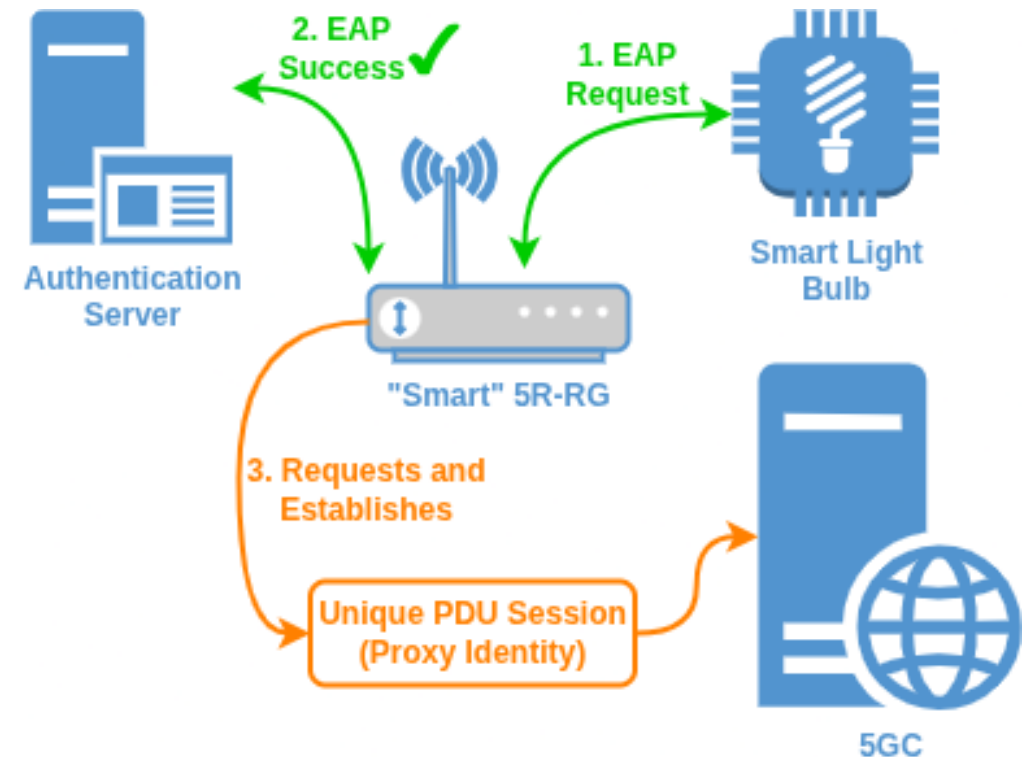 2. EAP
Success
1. EAP
Request
Authentication
Server
Smart Light
Bulb
"Smart" 5R-RG
3. Requests and
Establishes
Unique PDU Session
(Proxy Identity)
5GC